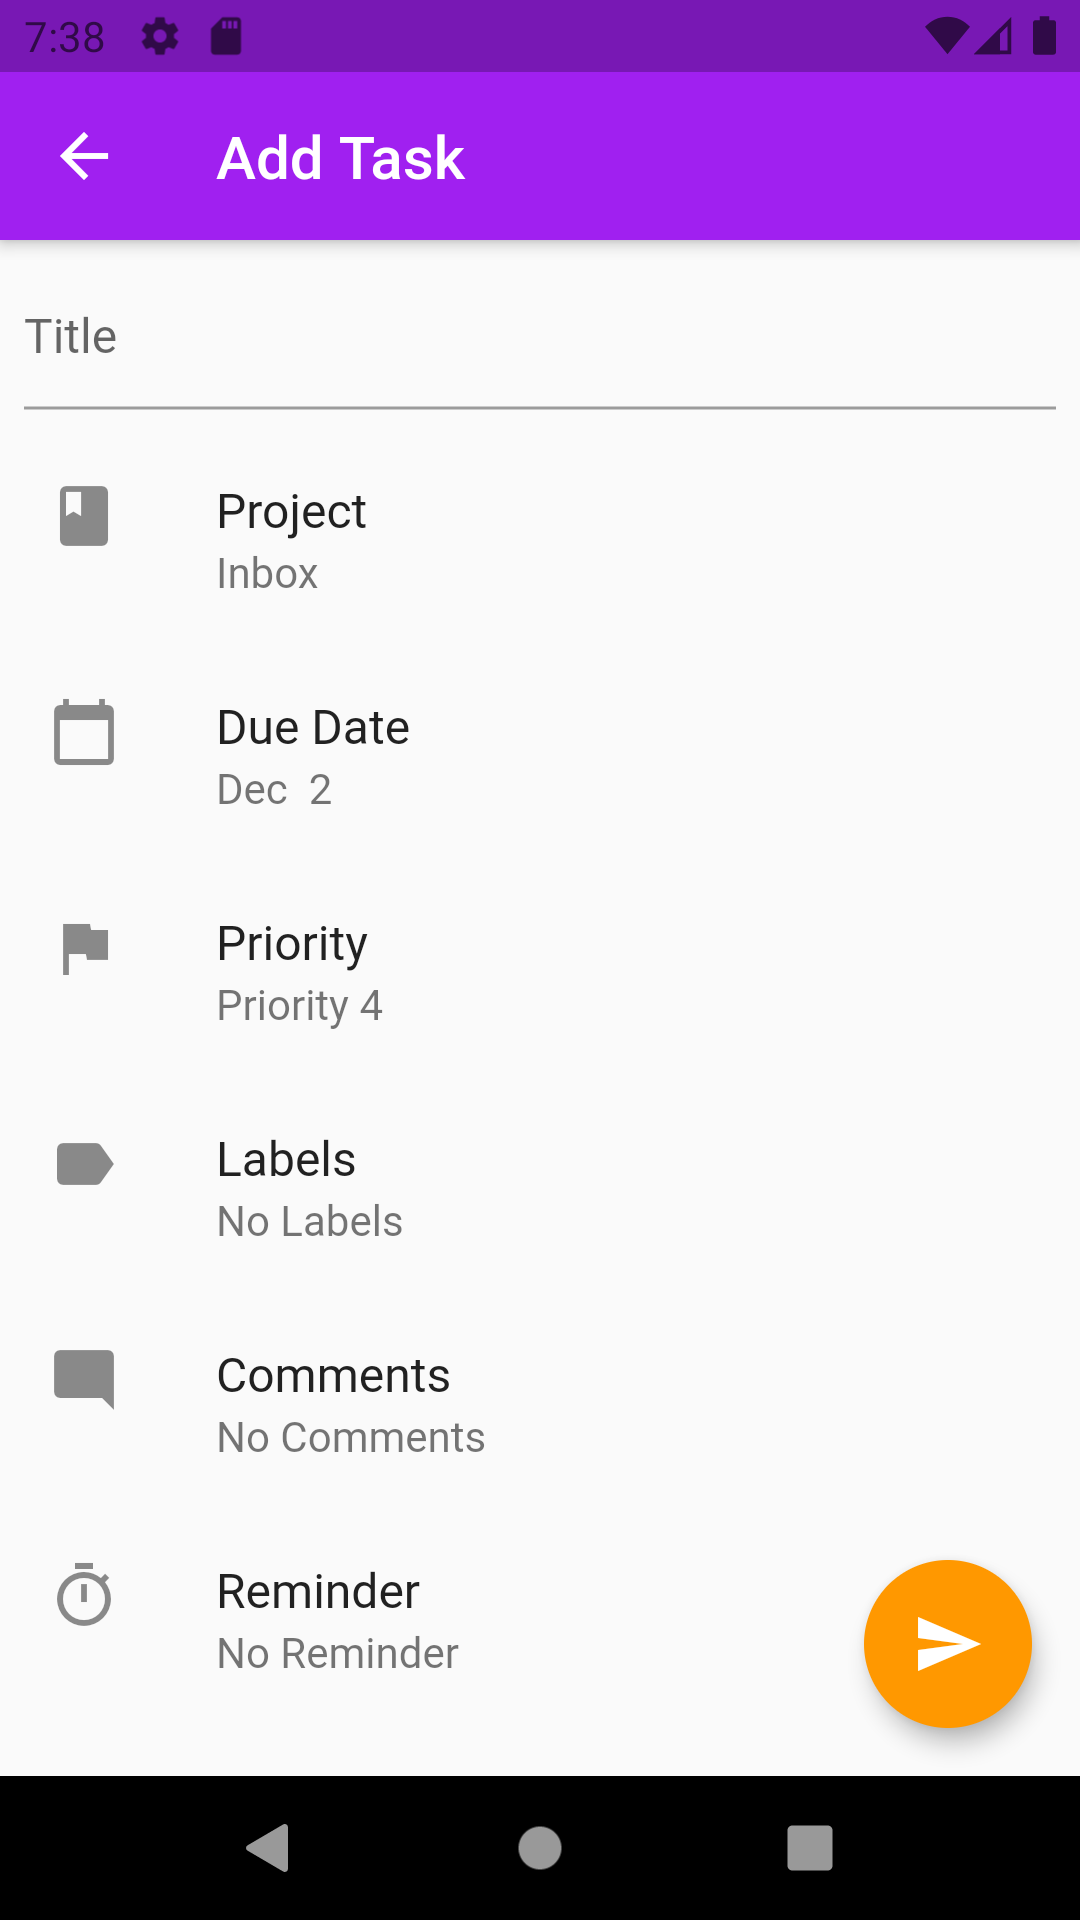 7:38
Add Task
Title
Project
Inbox
Due Date
Dec  2
Priority
Priority 4
Labels
No Labels
Comments
No Comments
Reminder
No Reminder